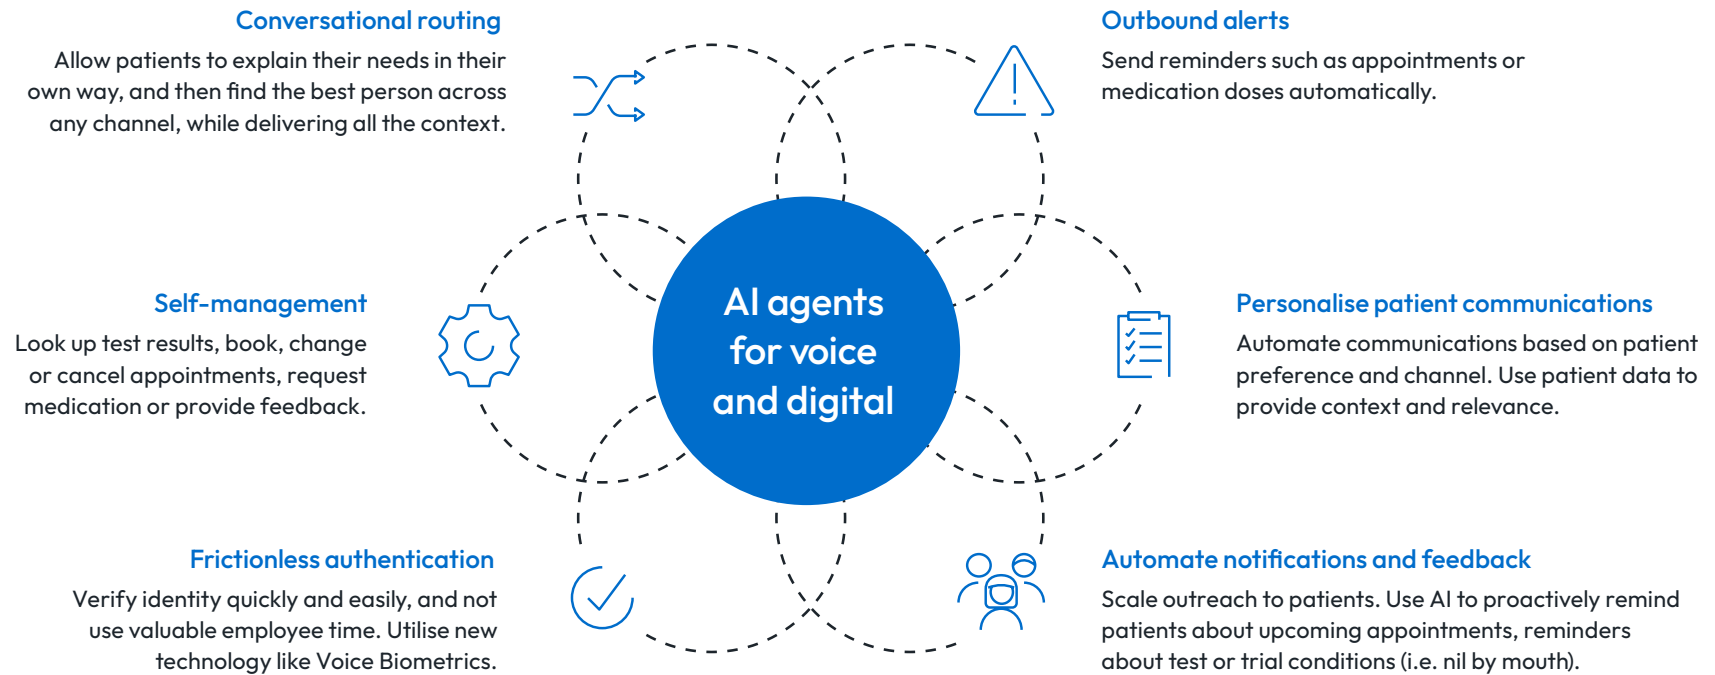 Conversational routing
Allow patients to explain their needs in their
own way, and then find the best person across
any channel, while delivering all the context.
Outbound alerts
Send reminders such as appointments or
medication doses automatically.
Self-management
Look up test results, book, change
or cancel appointments, request
medication or provide feedback.
AI agents
for voice
and digital
Personalise patient communications
Automate communications based on patient
preference and channel. Use patient data to
provide context and relevance.
Frictionless authentication
Verify identity quickly and easily, and not
use valuable employee time. Utilise new
technology like Voice Biometrics.
Automate notifications and feedback
Scale outreach to patients. Use AI to proactively remind
patients about upcoming appointments, reminders
about test or trial conditions (i.e. nil by mouth).